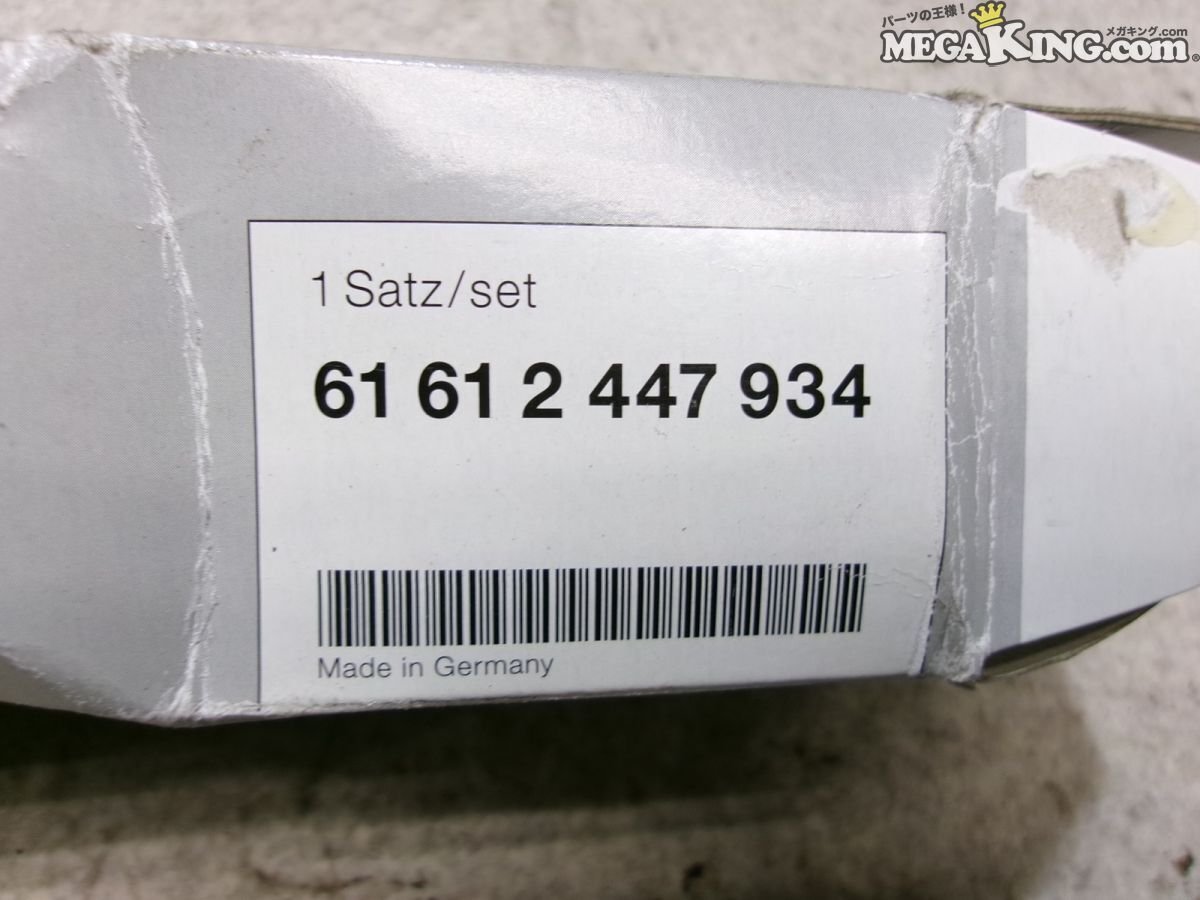 パーツの王様！
メガキング.com
MEGAKING.com®
1 Satz/set
61 61 2 447 934
Made in Germany